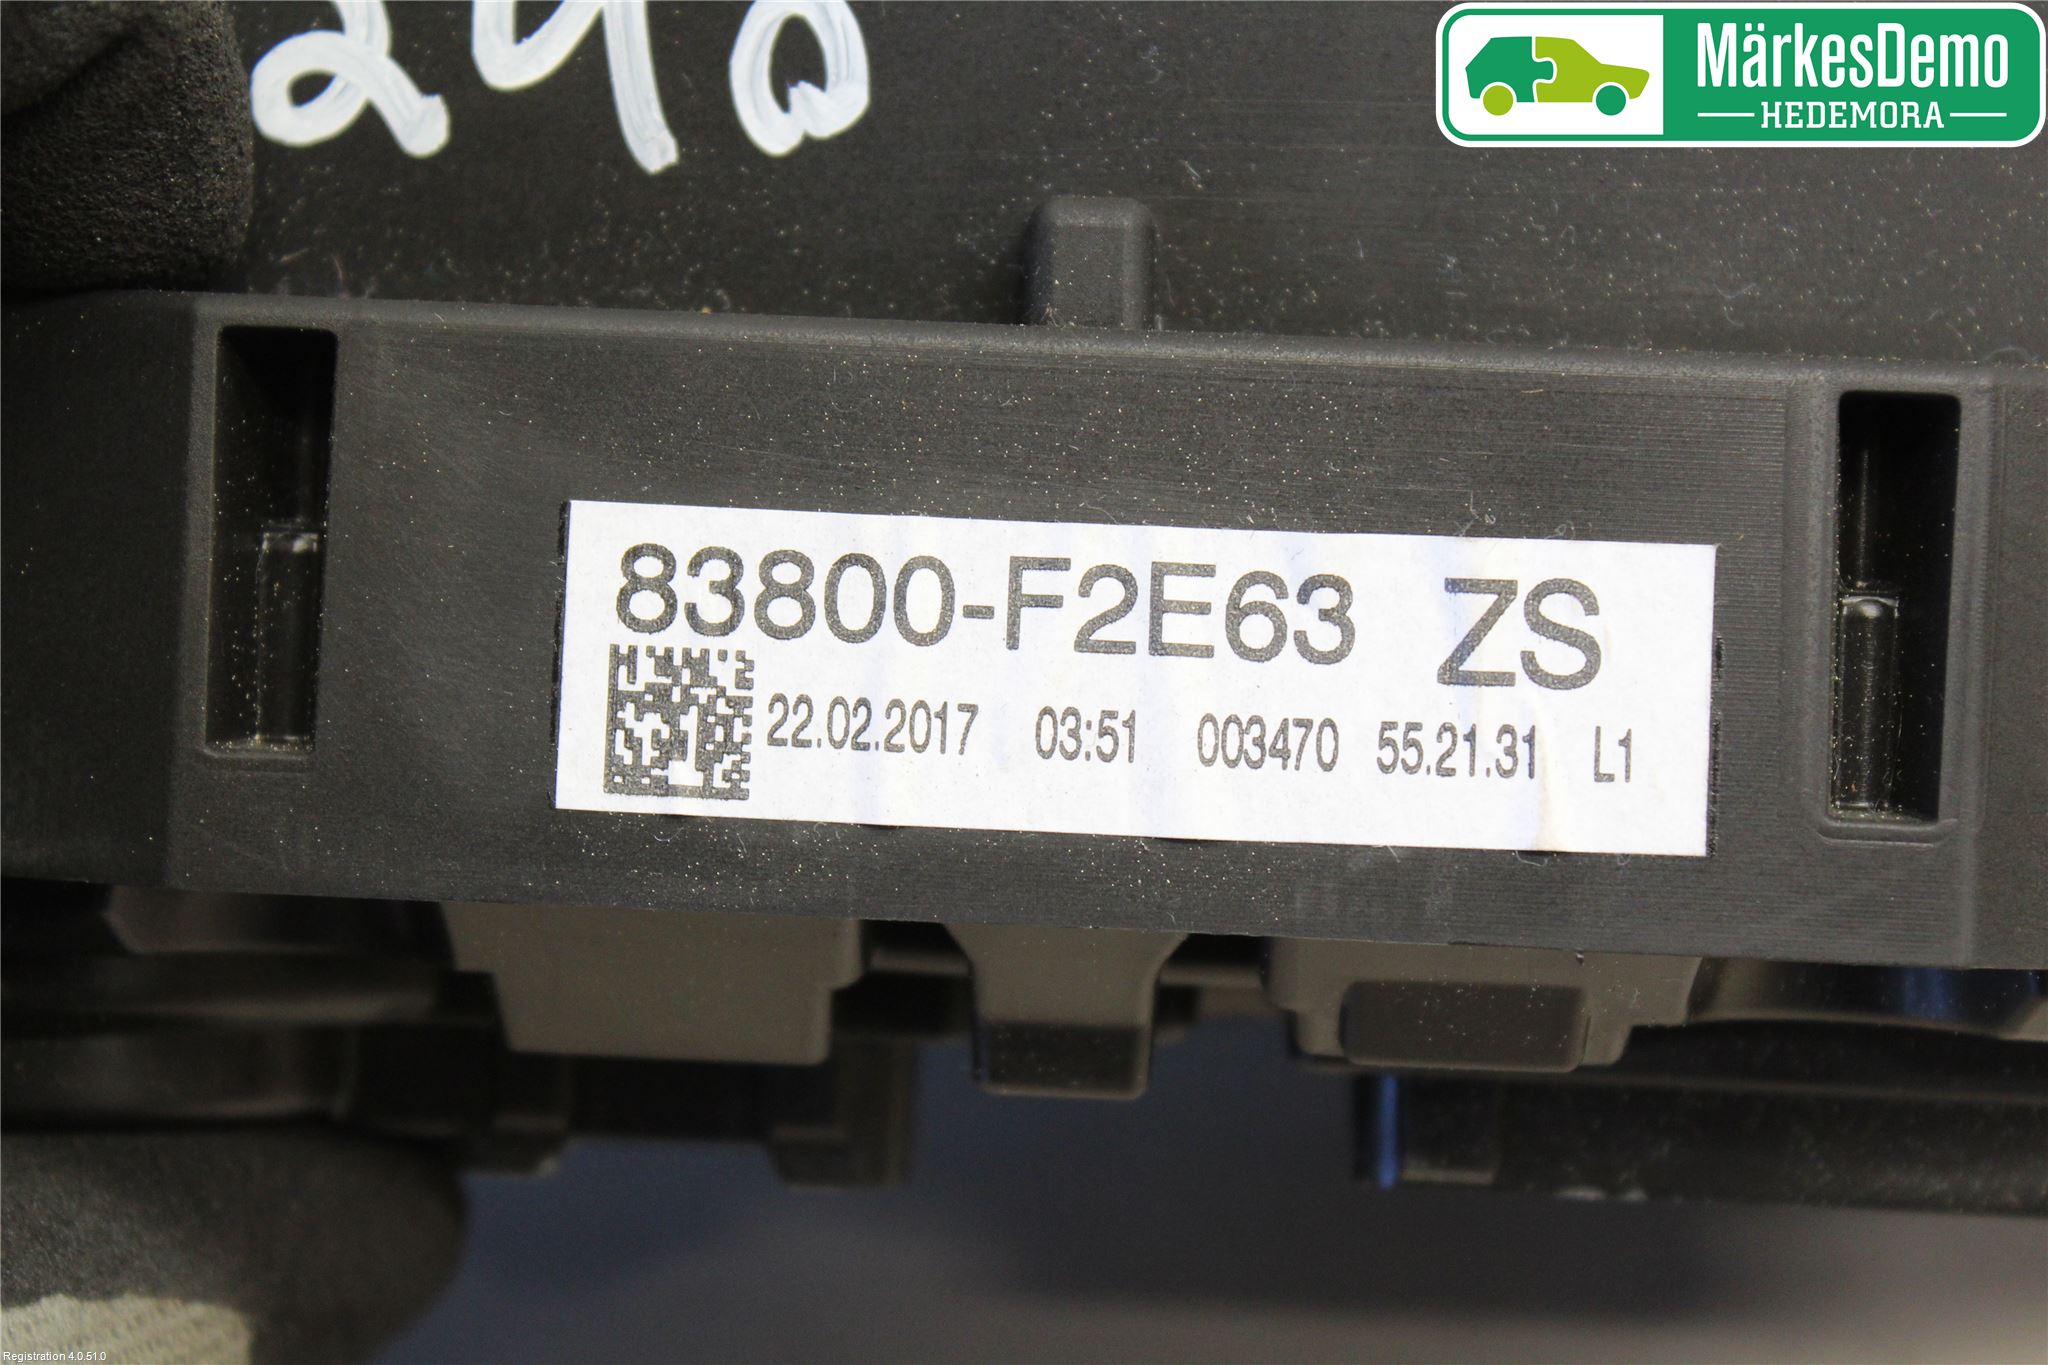 240
MärkesDemo
HEDEMORA
83800-F2E63 ZS
22.02.2017 03:51 003470 55.21.31 L1
Registration 4.0.51.0